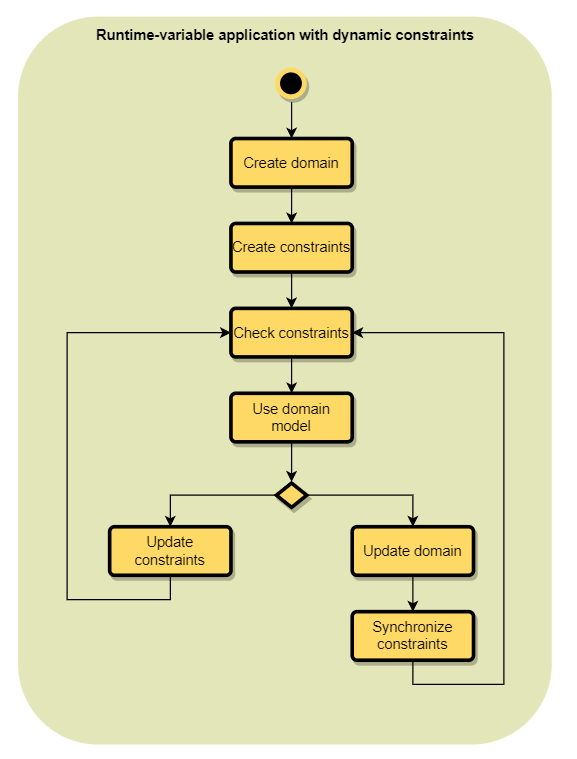 Runtime-variable application with dynamic constraints
Create domain
Create constraints
Check constraints
Use domain
model
Update
constraints
Update domain
Synchronize
constraints